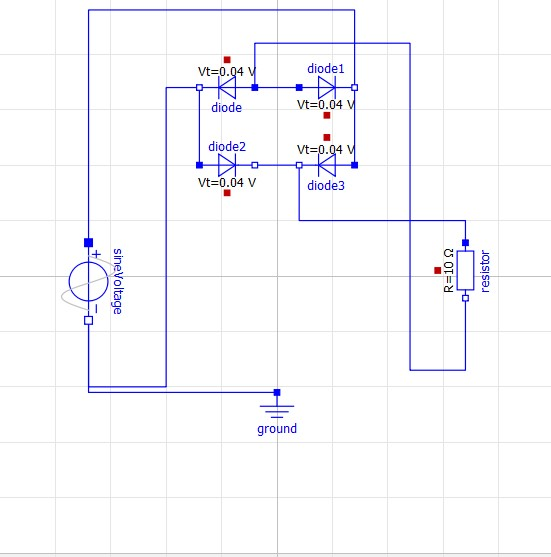 Vt=0.04 V
diode1
diode
Vt=0.04 V
diode2
Vt=0.04 V
Vt=0.04 V
diode3
+
sineVoltage
–
R=10 Ω
resistor
ground